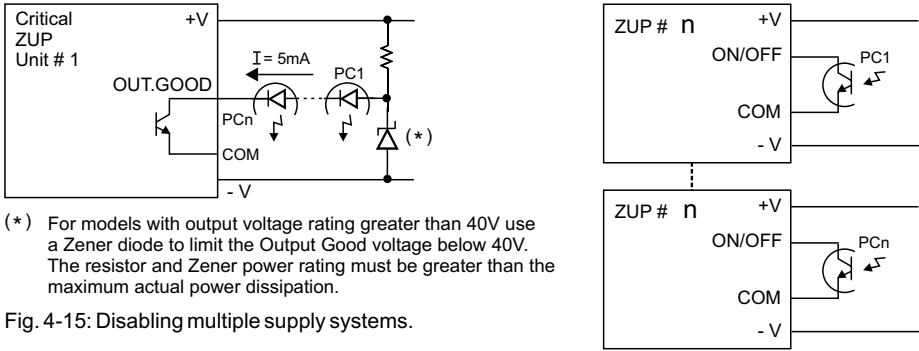 Critical
ZUP
Unit # 1
+V
I = 5mA
PC1
OUT.GOOD
PCn
COM
- V
(*)
(*) For models with output voltage rating greater than 40V use
a Zener diode to limit the Output Good voltage below 40V.
The resistor and Zener power rating must be greater than the
maximum actual power dissipation.
Fig. 4-15: Disabling multiple supply systems.
ZUP # n
+V
ON/OFF
PC1
COM
- V
ZUP # n
+V
ON/OFF
PCn
COM
- V